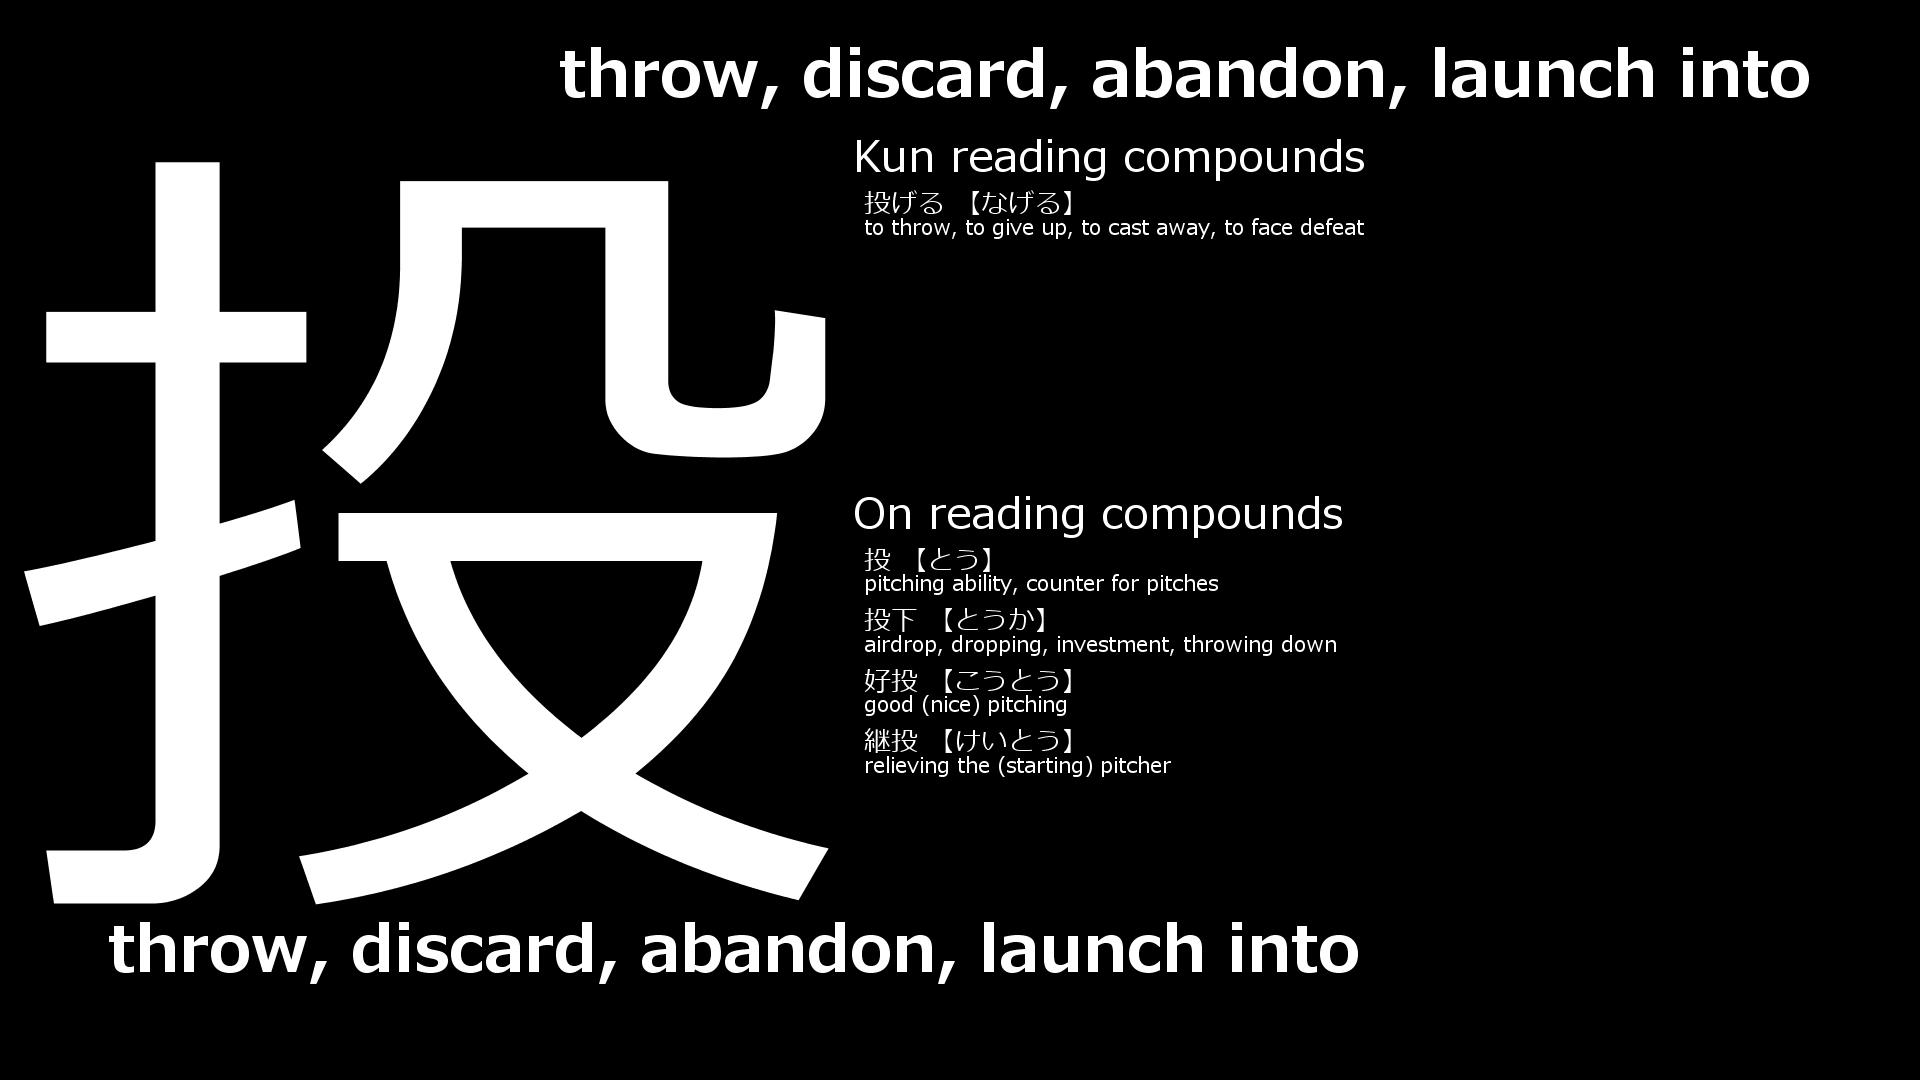 throw, discard, abandon, launch into
投
Kun reading compounds
投げる 【なげる】
to throw, to give up, to cast away, to face defeat
On reading compounds
投 【とう】
pitching ability, counter for pitches
投下 【とうか】
airdrop, dropping, investment, throwing down
好投 【こうとう】
good (nice) pitching
継投 【けいとう】
relieving the (starting) pitcher
throw, discard, abandon, launch into